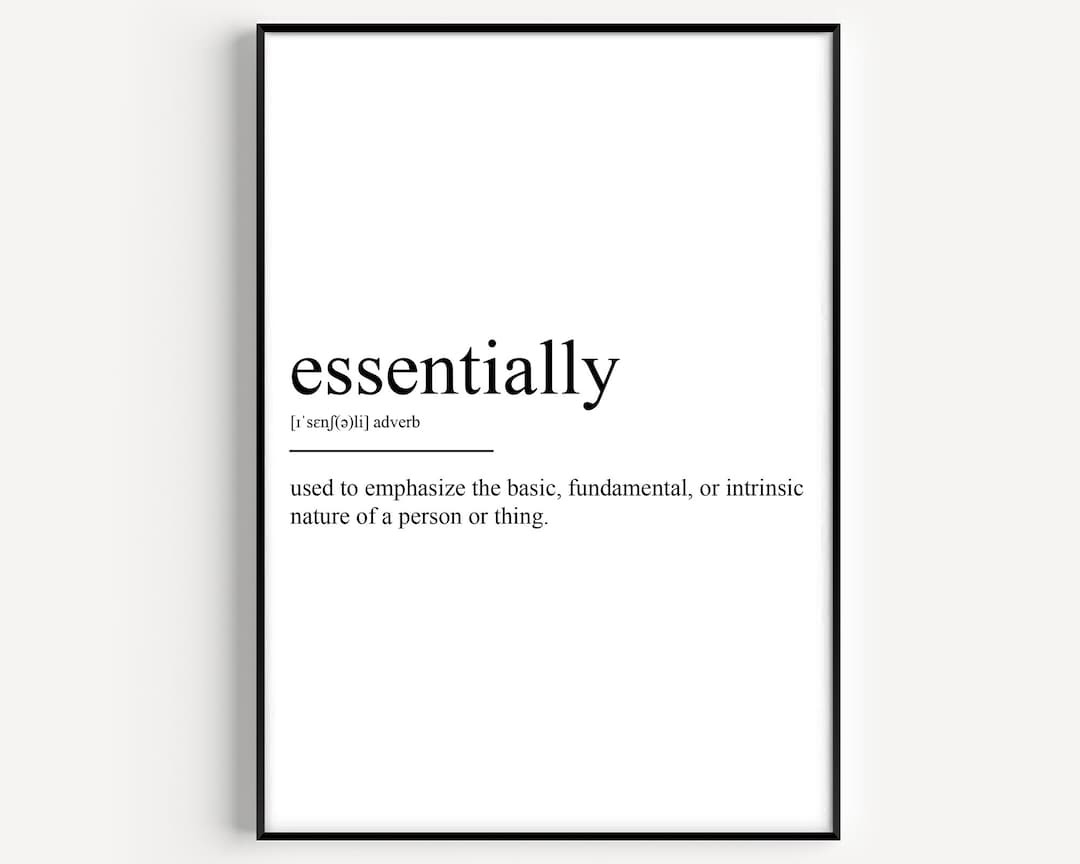 essentially
[ɪˈsɛnʃ(ə)li] adverb
used to emphasize the basic, fundamental, or intrinsic
nature of a person or thing.